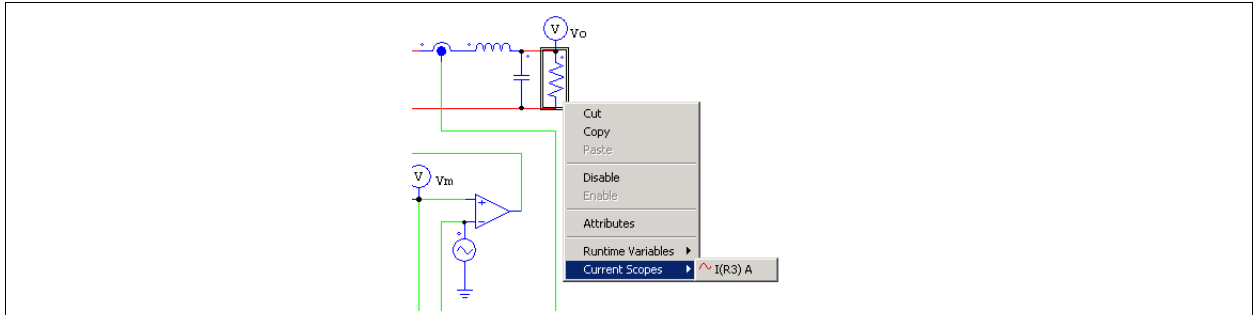 V Vo
Cut
Copy
Paste
Disable
Enable
Attributes
Runtime Variables
Current Scopes
I(R3) A
V Vm